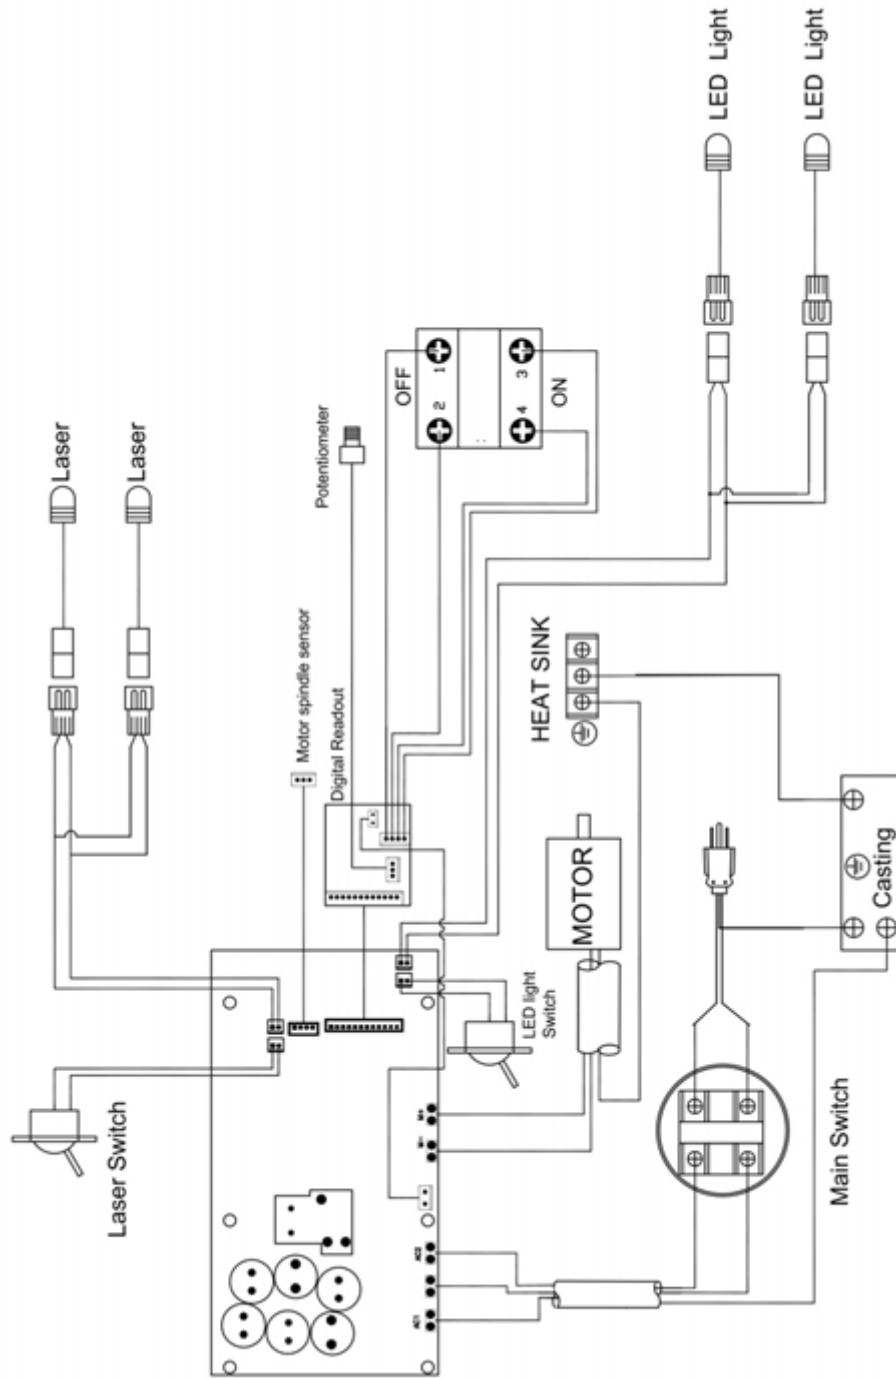 Laser
Laser
LED Light
LED Light
Potentiometer
OFF
2
1
4
3
ON
Motor spindle sensor
Digital Readout
HEAT SINK
Laser Switch
LED light
Switch
MOTOR
Casting
Main Switch
AC1
AC2
M-
M+